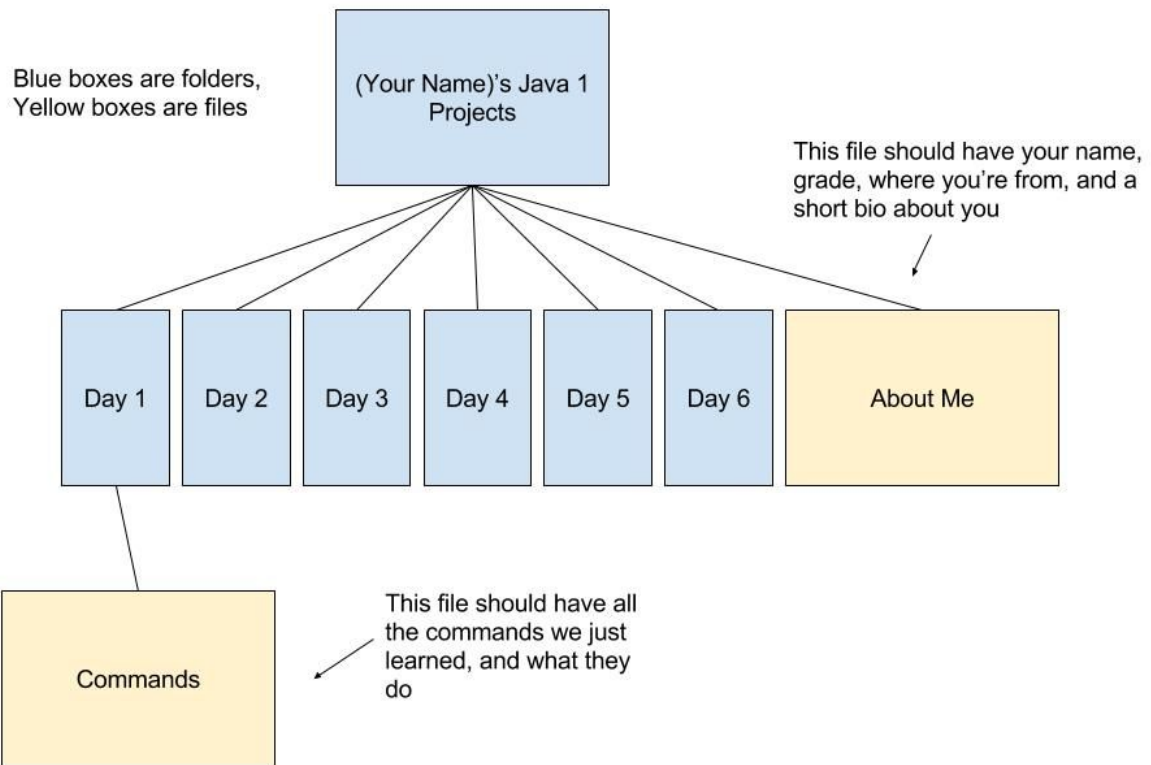 Blue boxes are folders,
Yellow boxes are files
(Your Name)'s Java 1
Projects
This file should have your name,
grade, where you're from, and a
short bio about you
Day 1
Day 2
Day 3
Day 4
Day 5
Day 6
About Me
Commands
This file should have all
the commands we just
learned, and what they
do